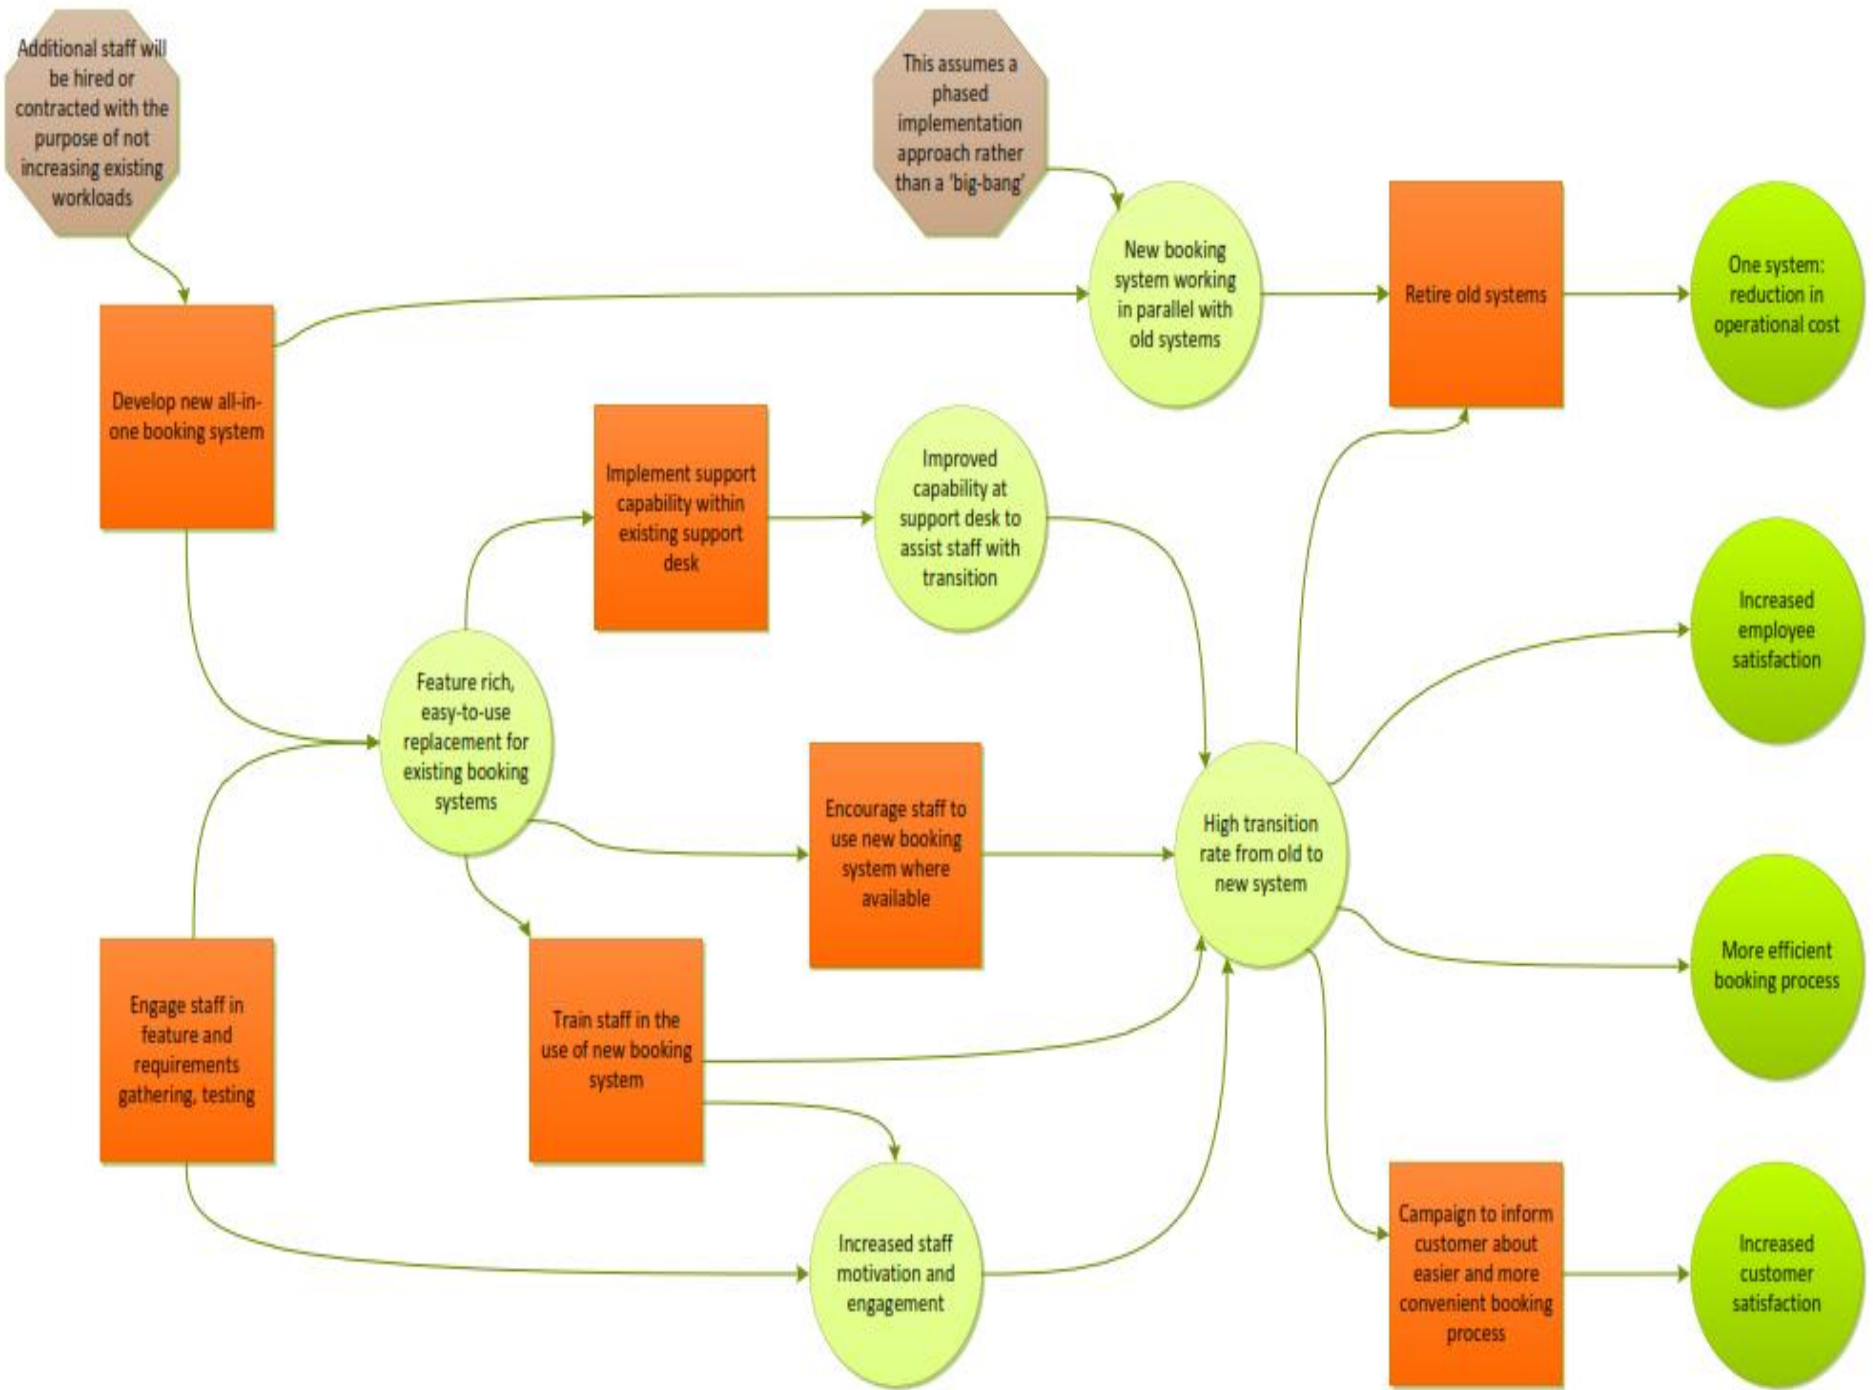 Additional staff will
be hired or
contracted with the
purpose of not
increasing existing
workloads
This assumes a
phased
implementation
approach rather
than a 'big-bang'
New booking
system working
in parallel with
old systems
Retire old systems
One system:
reduction in
operational cost
Develop new all-in-
one booking system
Implement support
capability within
existing support
desk
Improved
capability at
support desk to
assist staff with
transition
Increased
employee
satisfaction
Feature rich,
easy-to-use
replacement for
existing booking
systems
Encourage staff to
use new booking
system where
available
High transition
rate from old to
new system
More efficient
booking process
Engage staff in
feature and
requirements
gathering, testing
Train staff in the
use of new booking
system
Increased staff
motivation and
engagement
Campaign to inform
customer about
easier and more
convenient booking
process
Increased
customer
satisfaction